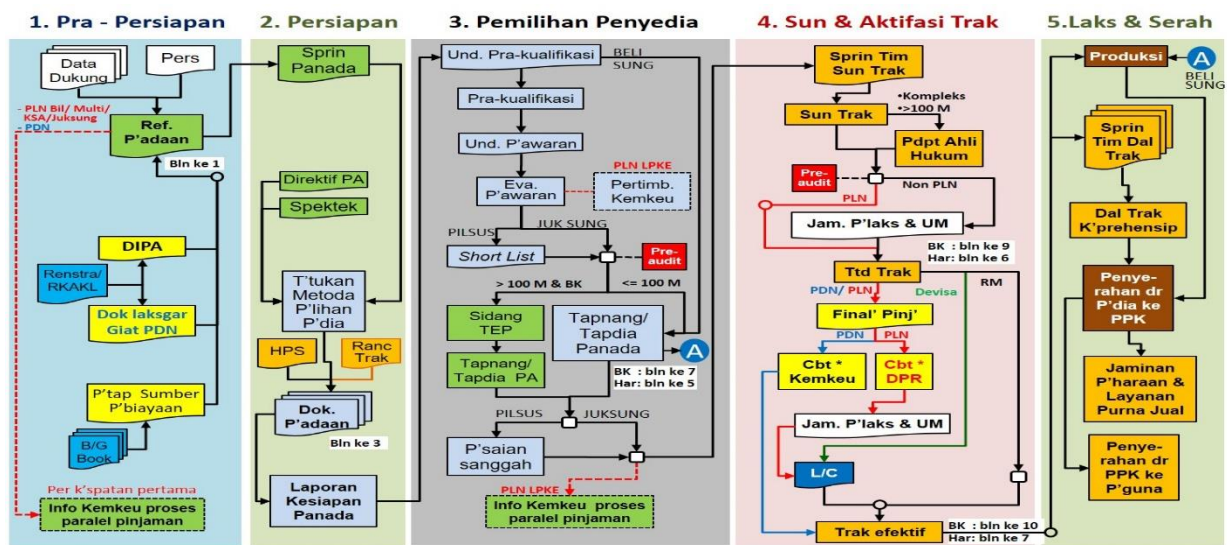 1. Pra - Persiapan
Data
Dukung
Pers
- PLN Bil/ Multi/
KSA/Juksung
- PDN
Ref.
P'adaan
Bln ke 1
DIPA
Renstra/
RKAKL
Dok laksgar
Giat PDN
P'tap Sumber
P'biayaan
B/G
Book
Per k'spatan pertama
Info Kemkeu proses
paralel pinjaman
2. Persiapan
Sprin
Panada
Direktif PA
Spektek
T'tukan
Metoda
P'lihan
P'dia
HPS
Ranc
Trak
Dok.
P'adaan
Bln ke 3
Laporan
Kesiapan
Panada
3. Pemilihan Penyedia
Und. Pra-kualifikasi
BELI
SUNG
Pra-kualifikasi
Und. P'awaran
PLN LPKE
Eva.
P'awaran
Pertimb.
Kemkeu
PILSUS
JUK SUNG
Short List
Pre-
audit
> 100 M & BK
<= 100 M
Sidang
TEP
Tapnang/
Tapdia
Panada
Tapnang/
Tapdia PA
A
BK : bln ke 7
Har: bln ke 5
PILSUS
JUKSUNG
P'saian
sanggah
PLN LPKE
Info Kemkeu proses
paralel pinjaman
4. Sun & Aktifasi Trak
Sprin Tim
Sun Trak
•Kompleks
•>100 M
Sun Trak
Pdpt Ahli
Hukum
Pre-
audit
Non PLN
PLN
Jam. P'laks & UM
BK : bln ke 9
Har: bln ke 6
Ttd Trak
PDN/ PLN
Devisa
RM
Final' Pinj'
PDN
PLN
Cbt *
Kemkeu
Cbt *
DPR
Jam. P'laks & UM
L/C
Trak efektif
BK : bln ke 10
Har: bln ke 7
5.Laks & Serah
Produksi
A
BELI
SUNG
Sprin
Tim Dal
Trak
Dal Trak
K'prehensip
Penye-
rahan dr
P'dia ke
PPK
Jaminan
P'haraan &
Layanan
Purna Jual
Penye-
rahan dr
PPK ke
P'guna